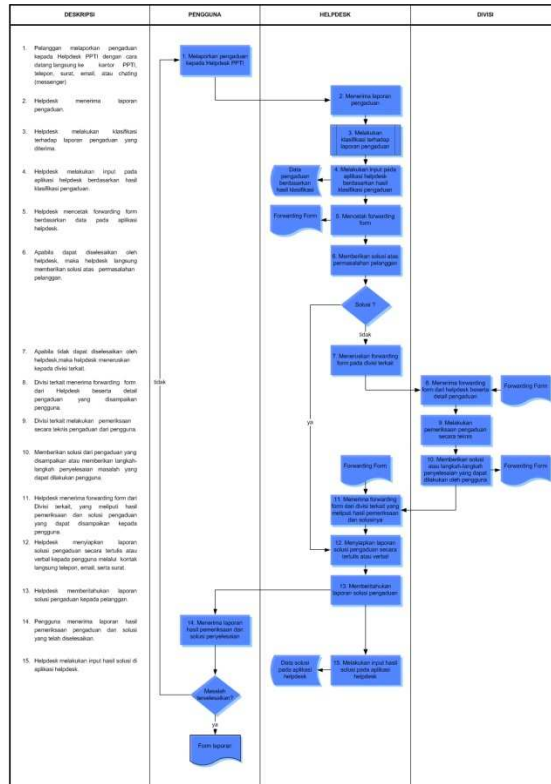 DESKRIPSI
PENGGUNA
HELPDESK
DIVISI
1. Pelanggan melaporkan pengaduan
kepada Helpdesk PPTI dengan cara
datang langsung ke kantor PPTI,
telepon, surat, email, atau chating
(messenger)
2. Helpdesk menerima laporan
pengaduan.
3. Helpdesk melakukan klasifikasi
terhadap laporan pengaduan yang
diterima.
4. Helpdesk melakukan input pada
aplikasi helpdesk berdasarkan hasil
klasifikasi pengaduan.
5. Helpdesk mencetak forwarding form
berdasarkan data pada aplikasi
helpdesk.
6. Apabila dapat diselesaikan oleh
helpdesk, maka helpdesk langsung
memberikan solusi atas permasalahan
pelanggan.
7. Apabila tidak dapat diselesaikan oleh
helpdesk,maka helpdesk meneruskan
kepada divisi terkait.
8. Divisi terkait menerima forwarding form
dari Helpdesk beserta detail
pengaduan yang disampaikan
pengguna.
9. Divisi terkait melakukan pemeriksaan
secara teknis pengaduan dari pengguna.
10. Memberikan solusi dari pengaduan yang
disampaikan atau memberikan langkah-
langkah penyelesaian masalah yang
dapat dilakukan pengguna.
11. Helpdesk menerima forwarding form dari
Divisi terkait, yang meliputi hasil
pemeriksaan dan solusi pengaduan
yang dapat disampaikan kepada
pengguna.
12. Helpdesk menyiapkan laporan
solusi pengaduan secara tertulis atau
verbal kepada pengguna melalui kontak
langsung telepon, email, serta surat.
13. Helpdesk memberitahukan laporan
solusi pengaduan kepada pelanggan.
14. Pengguna menerima laporan hasil
pemeriksaan pengaduan dan solusi
yang telah diselesaikan.
15. Helpdesk melakukan input hasil solusi di
aplikasi helpdesk.
1. Melaporkan pengaduan
kepada Helpdesk PPTI
2. Menerima laporan
pengaduan
3. Melakukan
klasifikasi terhadap
laporan pengaduan
Data
pengaduan
berdasarkan
hasil klasifikasi
4. Melakukan input pada
aplikasi helpdesk
berdasarkan hasil
klasifikasi pengaduan
Forwarding Form
5. Mencetak forwarding
form
6. Memberikan solusi atas
permasalahan
pelanggan
Solusi ?
tidak
7. Meneruskan forwarding
form pada divisi terkait
tidak
ya
8. Menerima forwarding
form dari helpdesk beserta
detail pengaduan
Forwarding Form
9. Melakukan
pemeriksaan pengaduan
secara teknis
10. Memberikan solusi
atau langkah-langkah
penyelesaian yang dapat
dilakukan oleh pengguna
Forwarding Form
Forwarding Form
11. Menerima forwarding
form dari divisi terkait yang
meliputi hasil pemeriksaan
dan solusinya
12. Menyiapkan laporan
solusi pengaduan secara
tertulis atau verbal
13. Memberitahukan
laporan solusi pengaduan
14. Menerima laporan
hasil pemeriksaan dan
solusi penyelesaian
Data solusi
pada aplikasi
helpdesk
15. Melakukan input hasil
solusi pada aplikasi
helpdesk
Masalah
terselesaikan?
ya
Form laporan